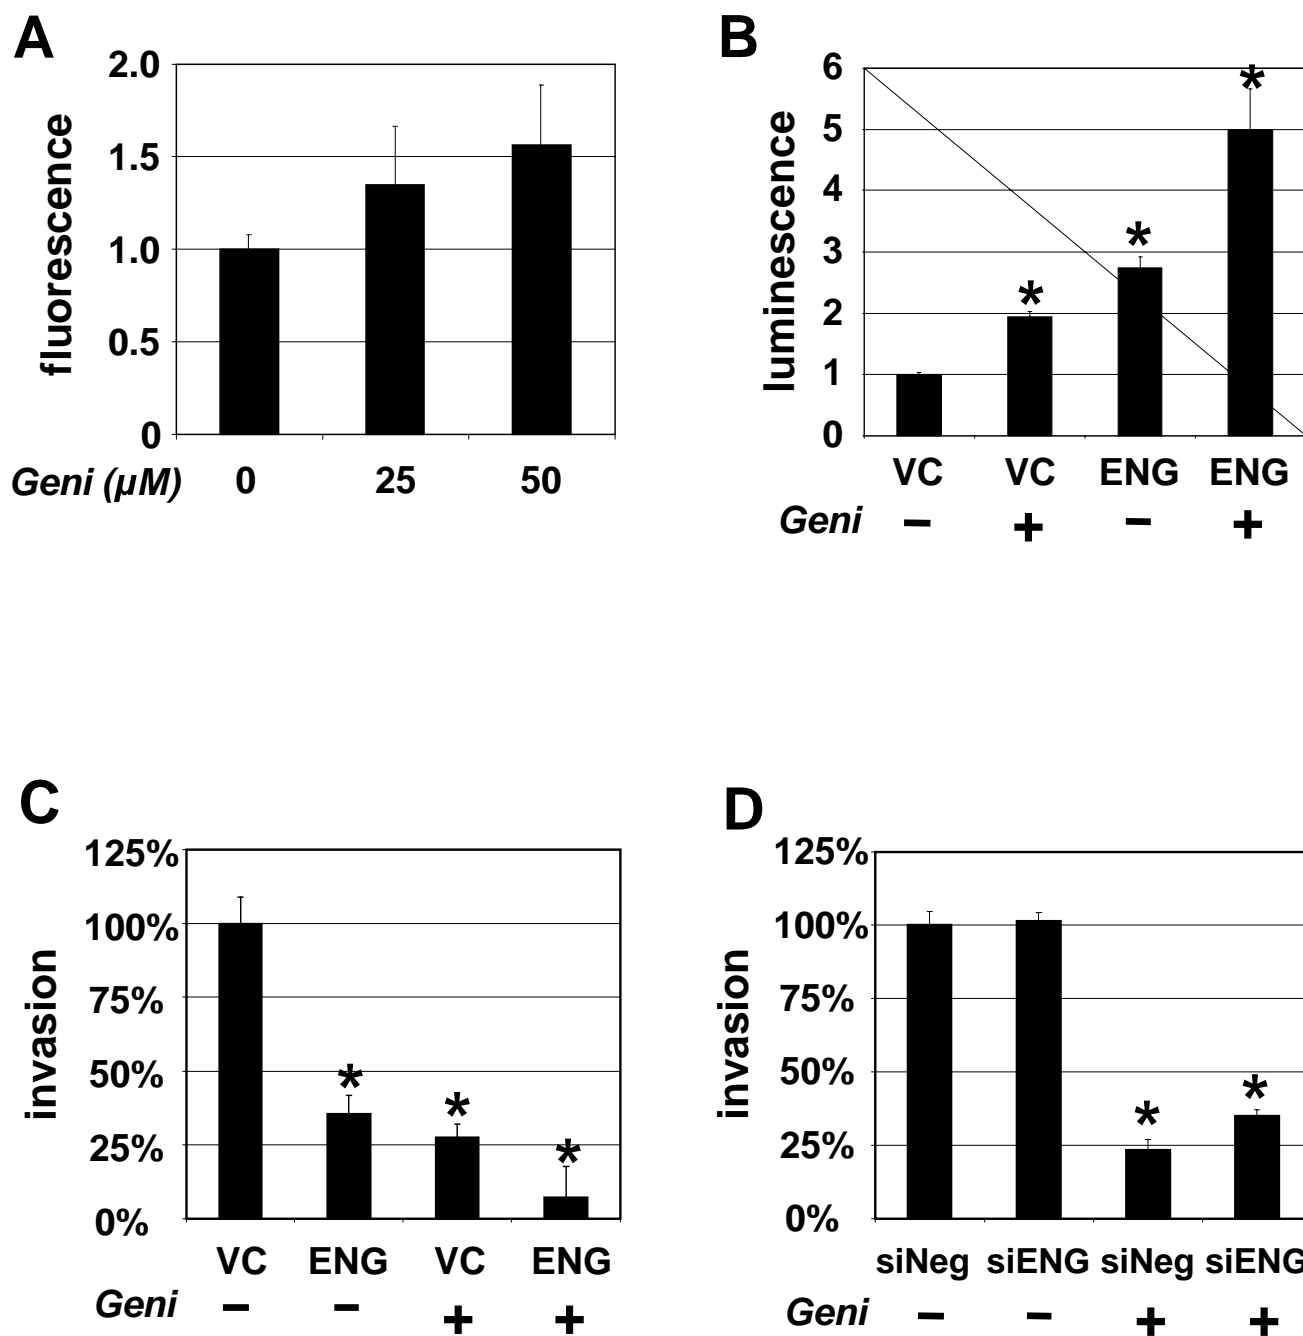 A
2.0
1.5
1.0
0.5
0
fluorescence
Geni (μM) 0 25 50
B
6
5
4
3
2
1
0
luminescence
* * *
VC VC ENG ENG
Geni − + − +
C
125%
100%
75%
50%
25%
0%
invasion
* * *
VC ENG VC ENG
Geni − − + +
D
125%
100%
75%
50%
25%
0%
invasion
* *
siNeg siENG siNeg siENG
Geni − − + +